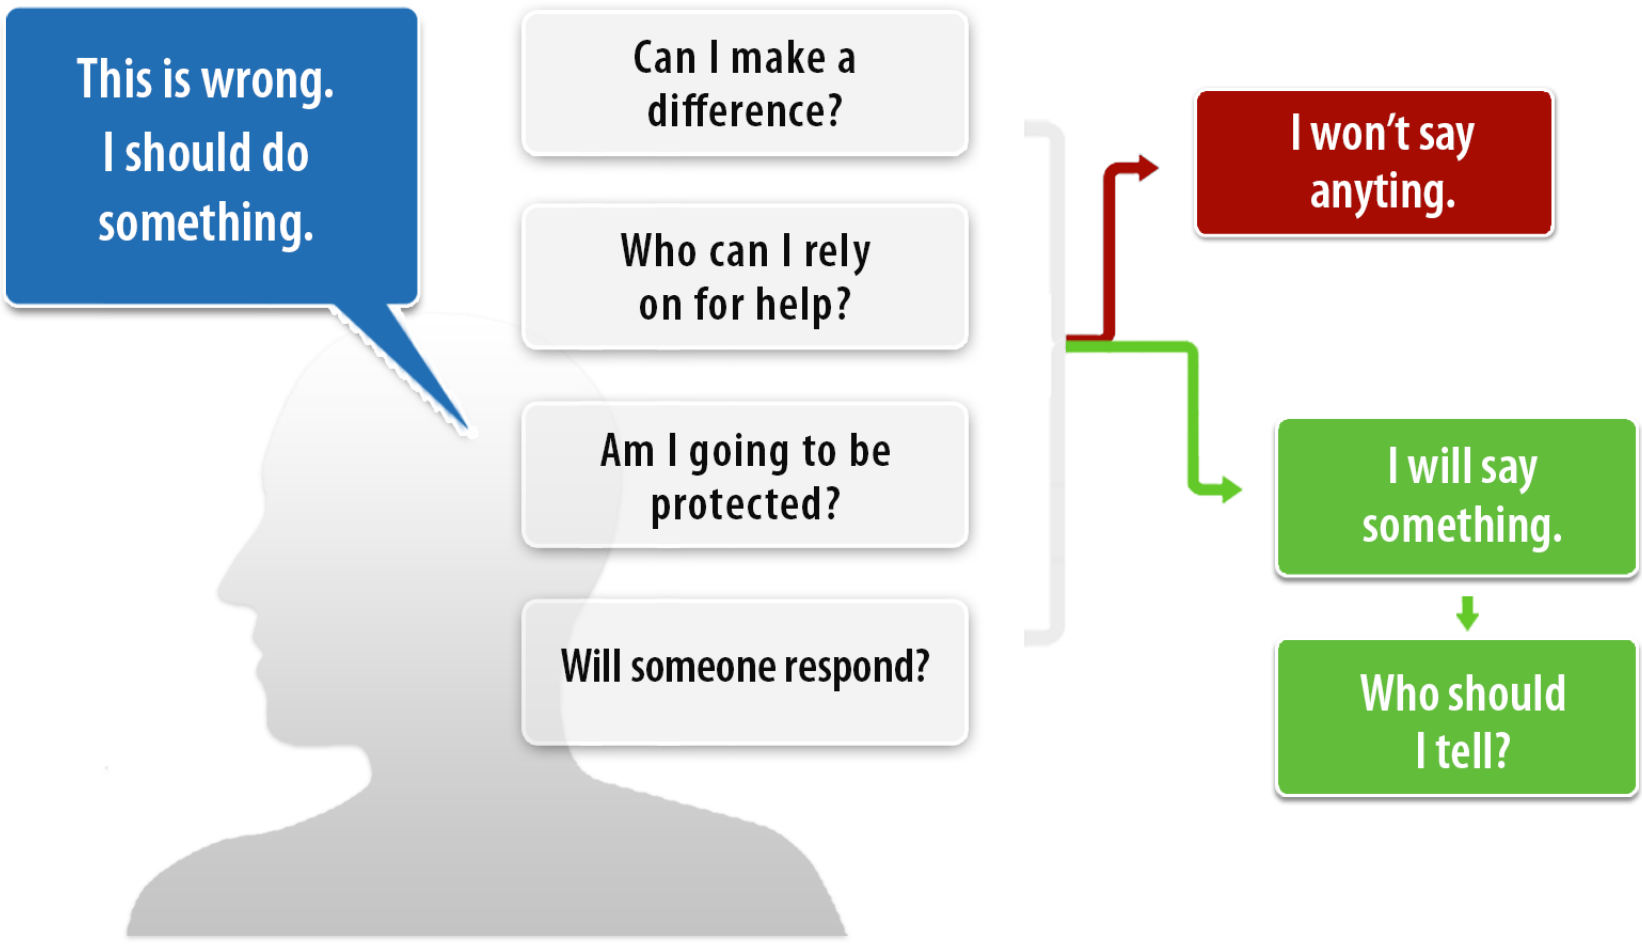 This is wrong.
I should do
something.
Can I make a
difference?
Who can I rely
on for help?
Am I going to be
protected?
Will someone respond?
I won’t say
anyting.
I will say
something.
Who should
I tell?